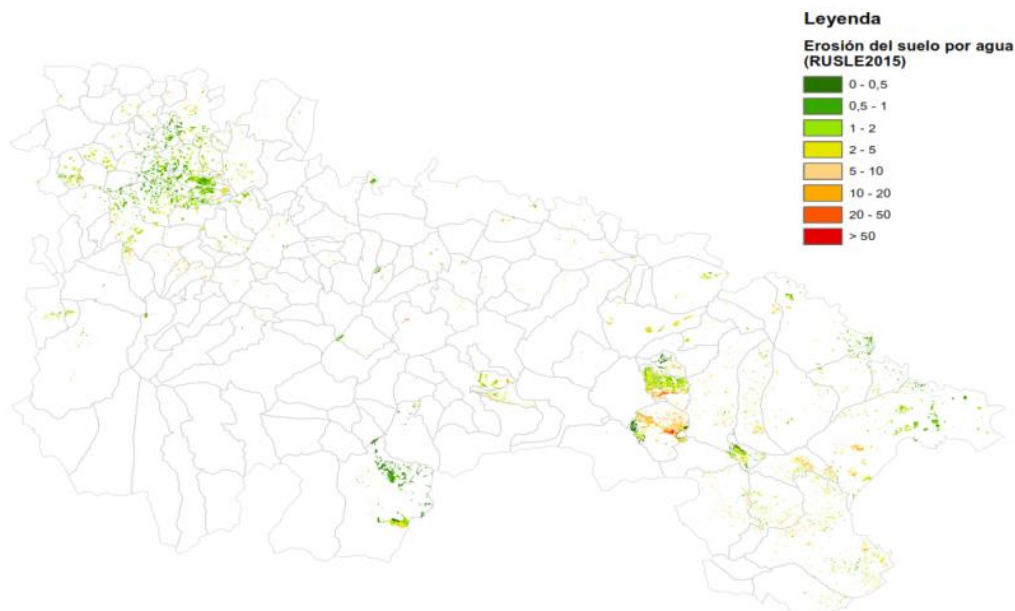 Leyenda
Erosión del suelo por agua
(RUSLE2015)
0 - 0,5
0,5 - 1
1 - 2
2 - 5
5 - 10
10 - 20
20 - 50
> 50